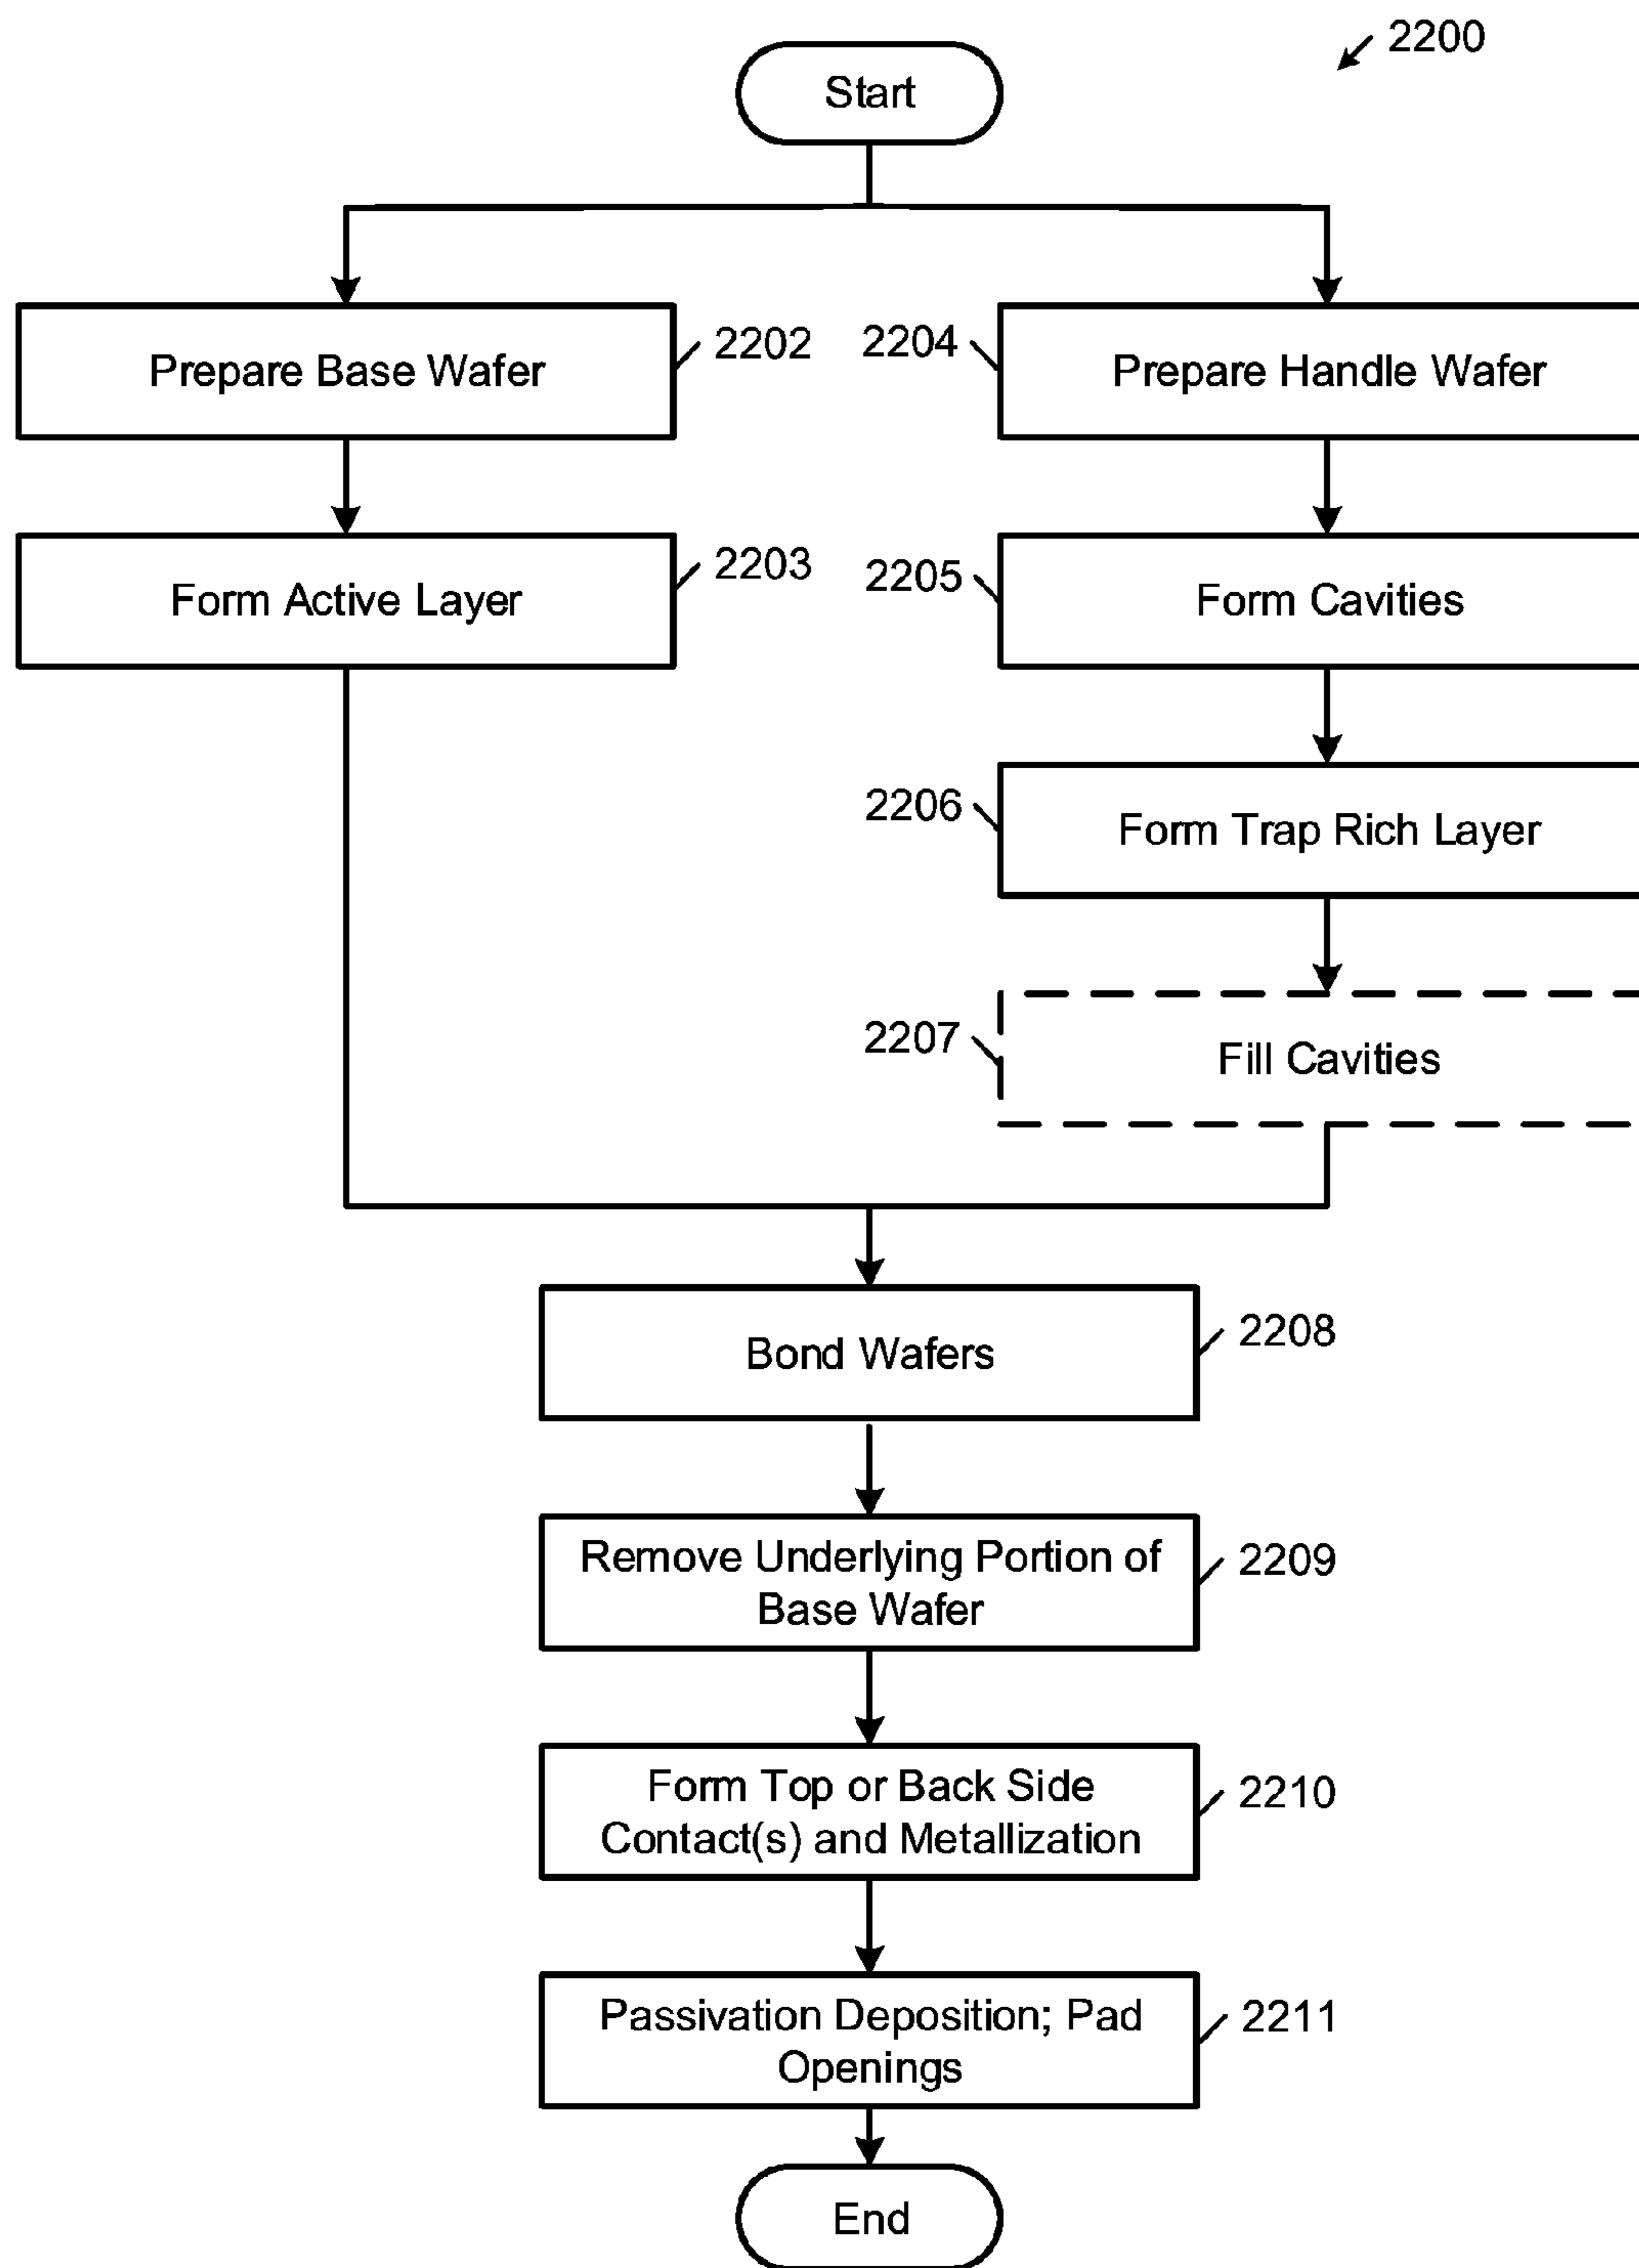 2200
Start
Prepare Base Wafer
2202
2204
Prepare Handle Wafer
Form Active Layer
2203
2205
Form Cavities
2206
Form Trap Rich Layer
2207
Fill Cavities
Bond Wafers
2208
Remove Underlying Portion of
Base Wafer
2209
Form Top or Back Side
Contact(s) and Metallization
2210
Passivation Deposition; Pad
Openings
2211
End